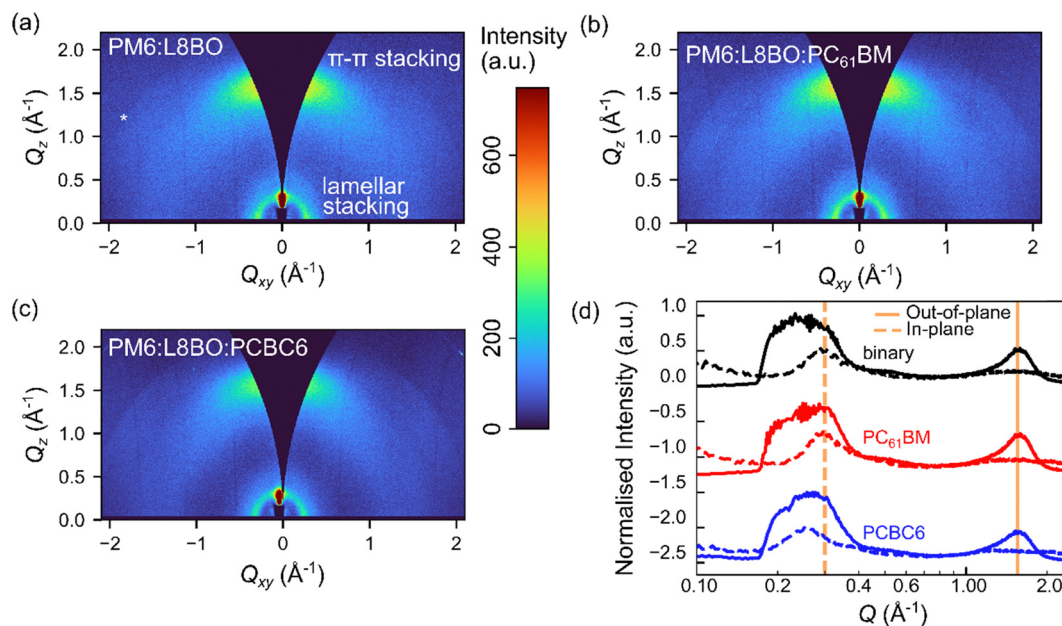 (a)
PM6:L8BO
π-π stacking
*
lamellar
stacking
Qz (Å-1)
2.0
1.5
1.0
0.5
0.0
-2 -1 0 1 2
Qxy (Å-1)
Intensity
(a.u.)
600
400
200
0
(b)
PM6:L8BO:PC61BM
Qz (Å-1)
2.0
1.5
1.0
0.5
0.0
-2 -1 0 1 2
Qxy (Å-1)
(c)
PM6:L8BO:PCBC6
Qz (Å-1)
2.0
1.5
1.0
0.5
0.0
-2 -1 0 1 2
Qxy (Å-1)
(d)
Normalised Intensity (a.u.)
1.0
0.0
-0.5
-1.0
-1.5
-2.0
-2.5
Out-of-plane
In-plane
binary
PC61BM
PCBC6
0.10 0.2 0.4 0.6 1.00 2.0
Q (Å-1)